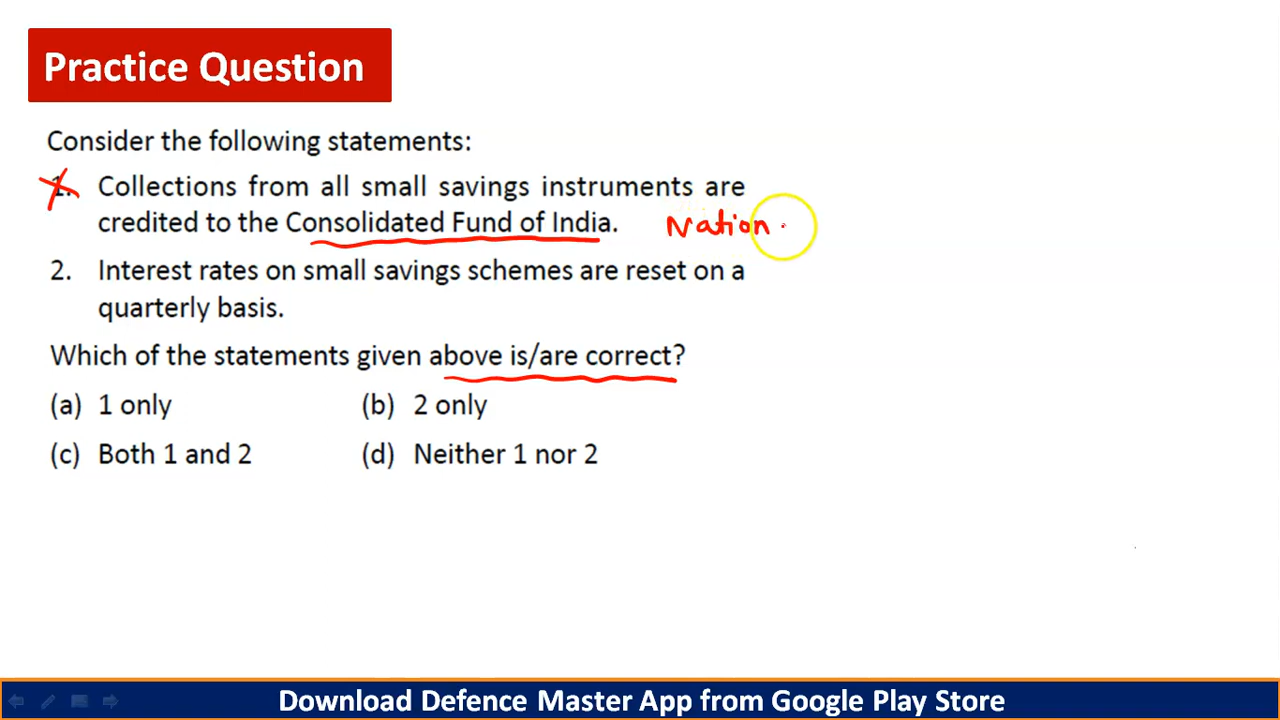 Practice Question
Consider the following statements:
1. Collections from all small savings instruments are
credited to the Consolidated Fund of India. Nation
2. Interest rates on small savings schemes are reset on a
quarterly basis.
Which of the statements given above is/are correct?
(a) 1 only (b) 2 only
(c) Both 1 and 2 (d) Neither 1 nor 2
Download Defence Master App from Google Play Store